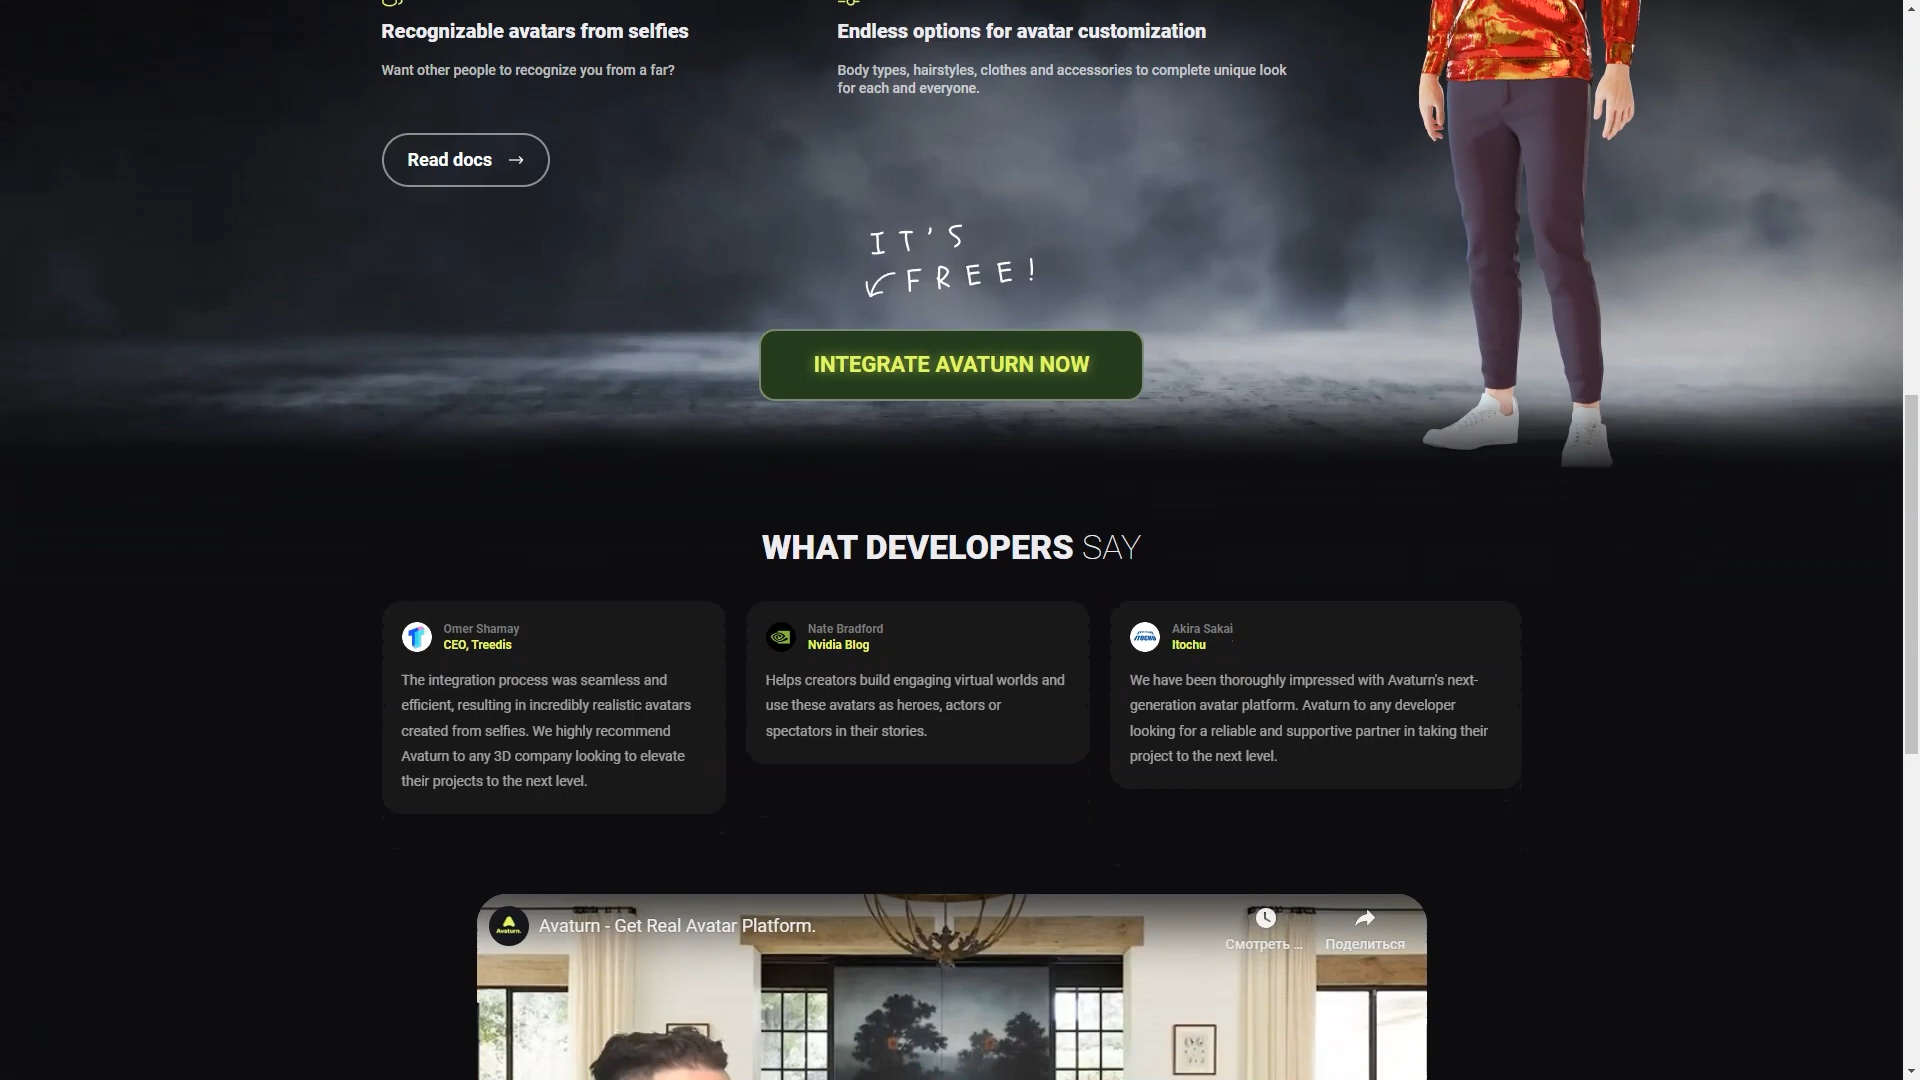 Recognizable avatars from selfies
Want other people to recognize you from a far?
Endless options for avatar customization
Body types, hairstyles, clothes and accessories to complete unique look
for each and everyone.
Read docs →
IT'S
FREE!
INTEGRATE AVATURN NOW
WHAT DEVELOPERS SAY
Omer Shamay
CEO, Treedis
The integration process was seamless and
efficient, resulting in incredibly realistic avatars
created from selfies. We highly recommend
Avaturn to any 3D company looking to elevate
their projects to the next level.
Nate Bradford
Nvidia Blog
Helps creators build engaging virtual worlds and
use these avatars as heroes, actors or
spectators in their stories.
ITOCHU
Akira Sakai
Itochu
We have been thoroughly impressed with Avaturn's next-
generation avatar platform. Avaturn to any developer
looking for a reliable and supportive partner in taking their
project to the next level.
Avaturn.
Avaturn - Get Real Avatar Platform.
Смотреть ...
Поделиться